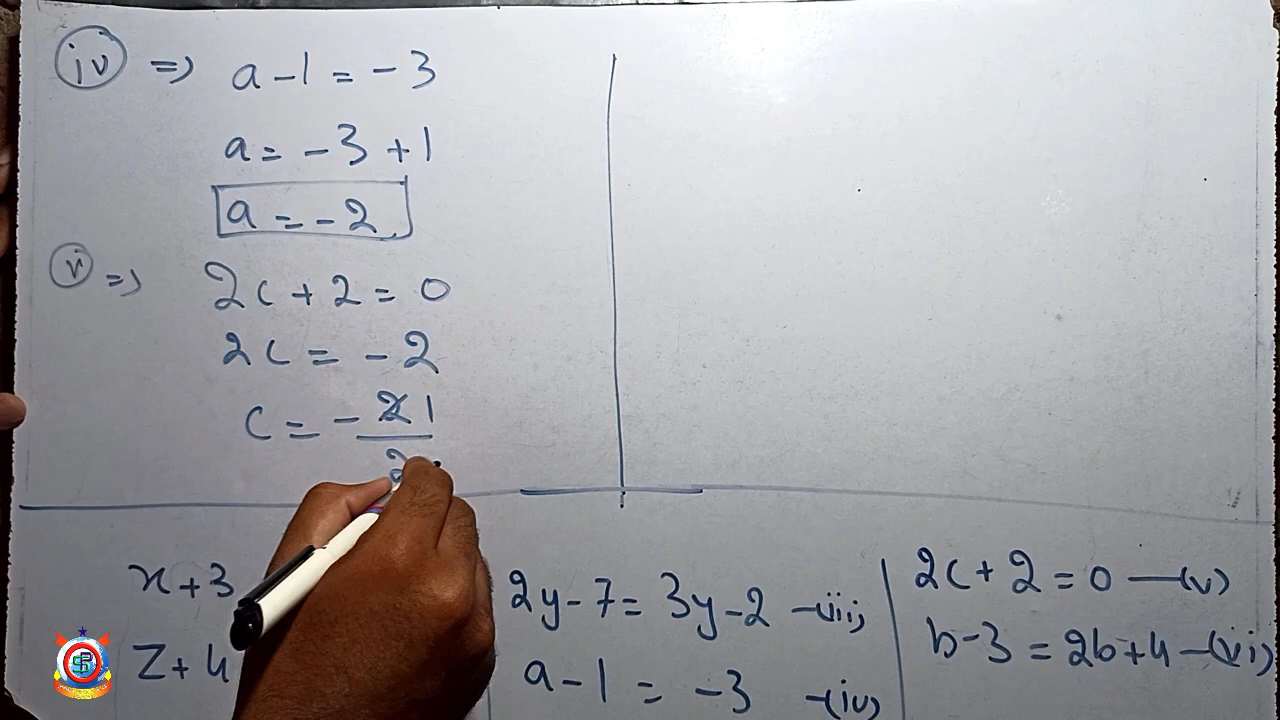 iv ⇒ a - 1 = - 3
a = - 3 + 1
a = - 2
v ⇒ 2c + 2 = 0
2c = - 2
c = - 2 1
2
x + 3
z + 4
2y - 7 = 3y - 2 —(iii)
a - 1 = - 3 —(iv)
2c + 2 = 0 —(v)
b - 3 = 2b + 4 —(vi)